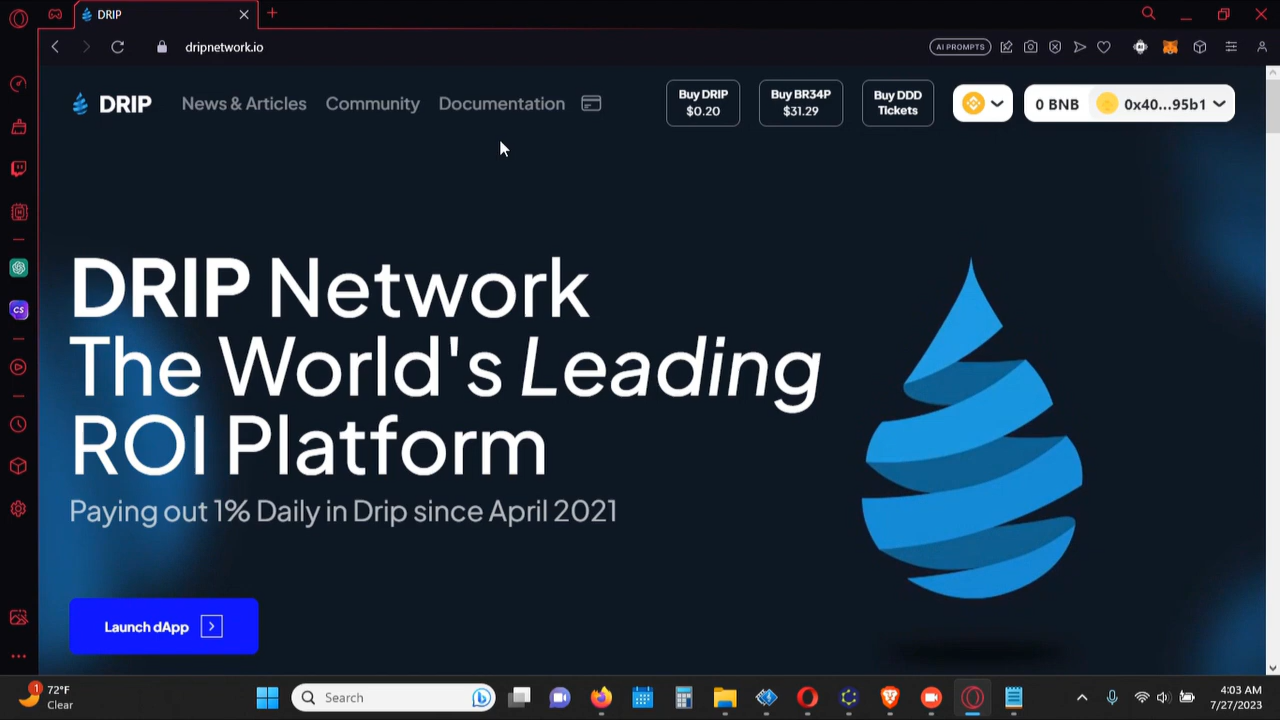 DRIP
dripnetwork.io
AI PROMPTS
DRIP
News & Articles
Community
Documentation
Buy DRIP
$0.20
Buy BR34P
$31.29
Buy DDD
Tickets
0 BNB
0x40...95b1
DRIP Network
The World's Leading
ROI Platform
Paying out 1% Daily in Drip since April 2021
Launch dApp
CS
1
72°F
Clear
Search
4:03 AM
7/27/2023